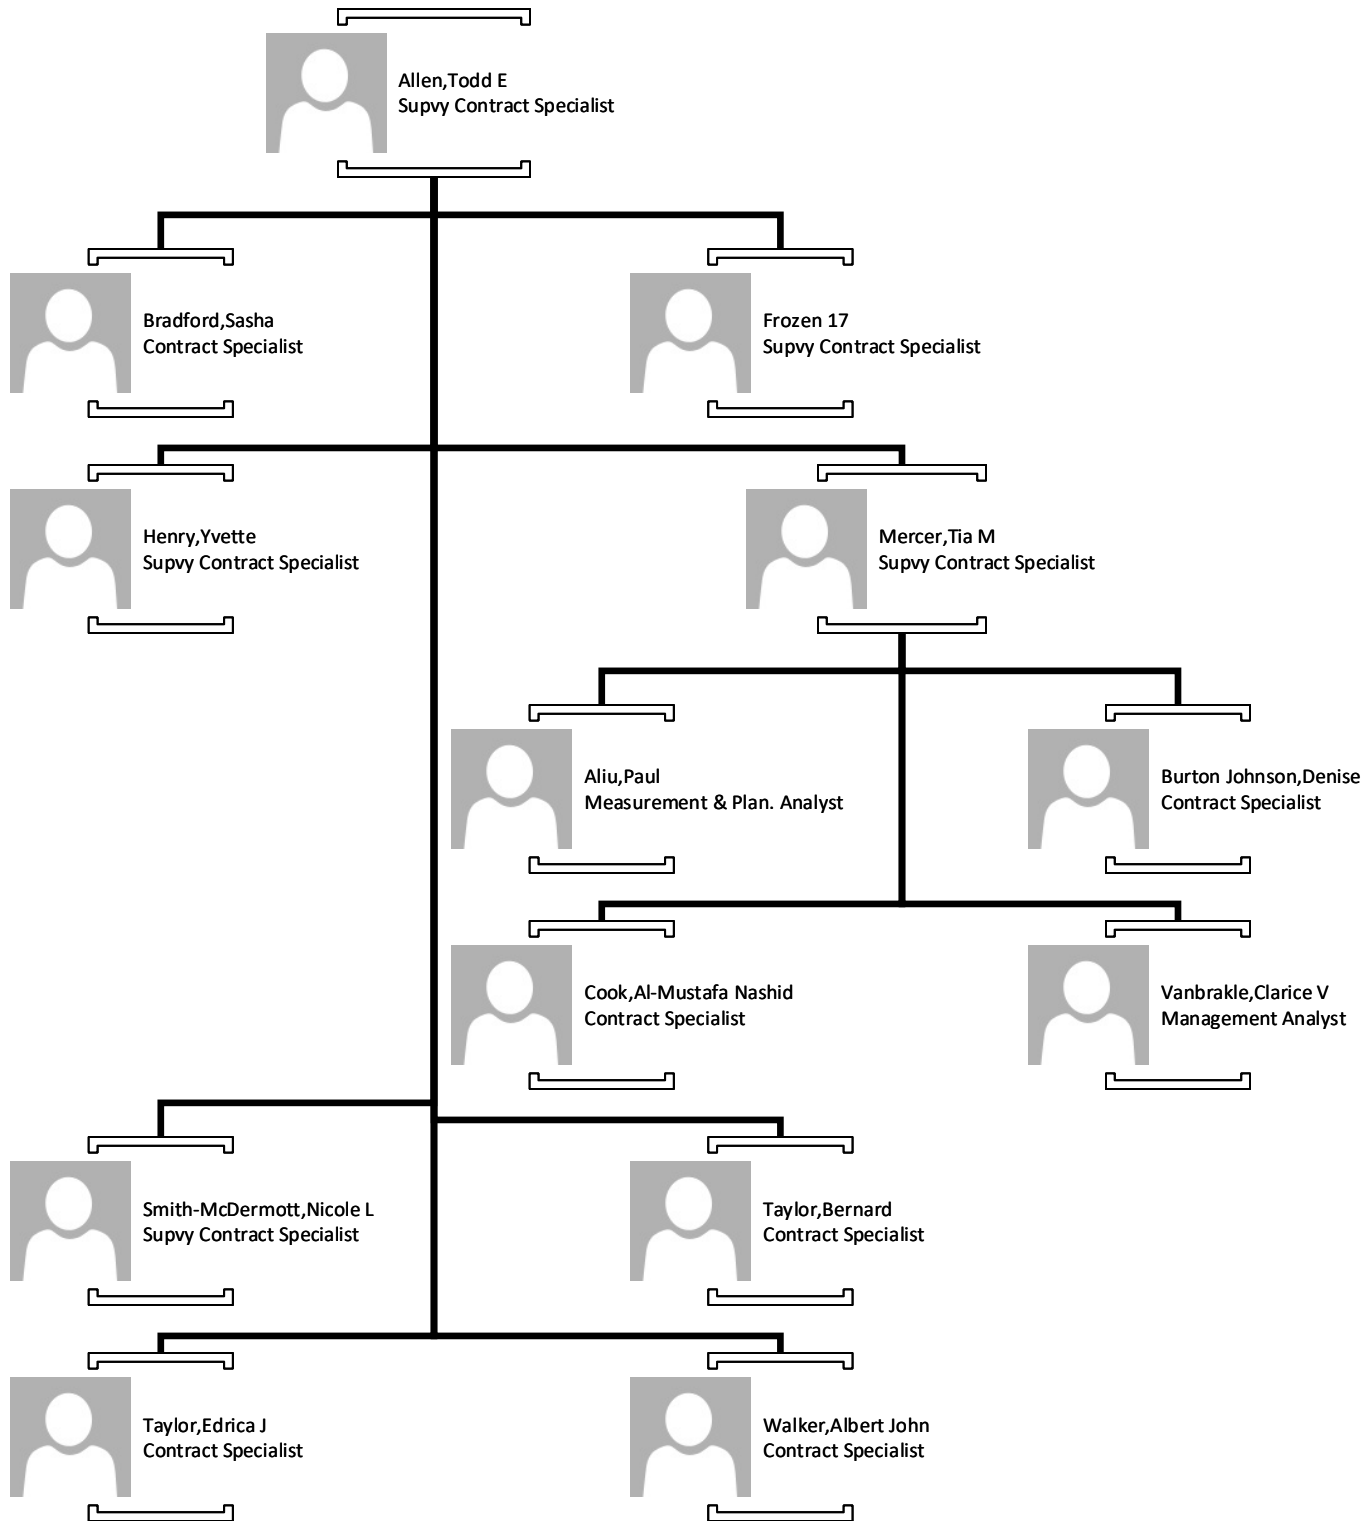 Allen,Todd E
Supvy Contract Specialist
Bradford,Sasha
Contract Specialist
Frozen 17
Supvy Contract Specialist
Henry,Yvette
Supvy Contract Specialist
Mercer,Tia M
Supvy Contract Specialist
Aliu,Paul
Measurement & Plan. Analyst
Burton Johnson,Denise
Contract Specialist
Cook,Al-Mustafa Nashid
Contract Specialist
Vanbrakle,Clarice V
Management Analyst
Smith-McDermott,Nicole L
Supvy Contract Specialist
Taylor,Bernard
Contract Specialist
Taylor,Edrica J
Contract Specialist
Walker,Albert John
Contract Specialist